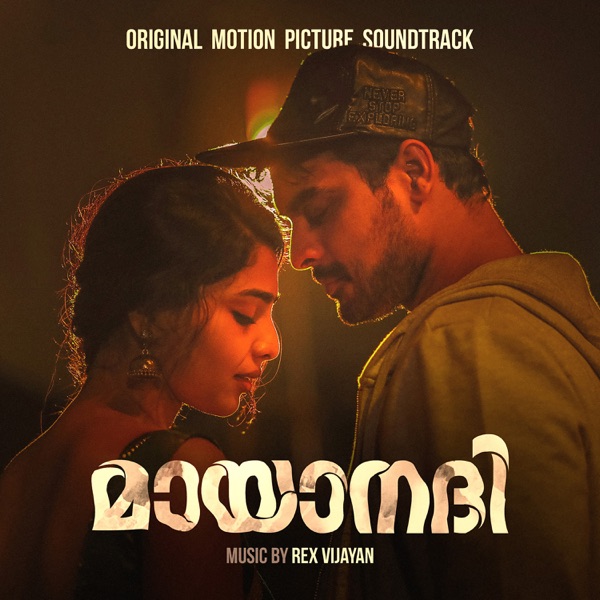 ORIGINAL MOTION PICTURE SOUNDTRACK
NEVER
STOP
EXPLORING
മായാനദി
MUSIC BY REX VIJAYAN